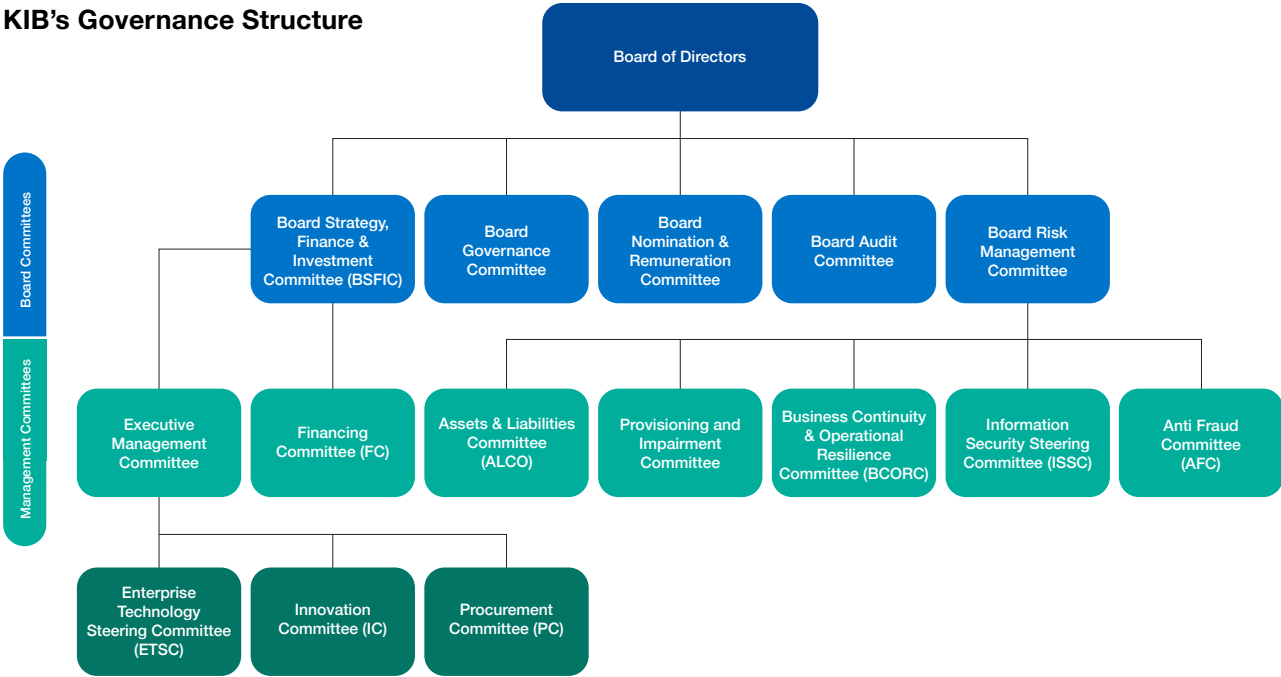 KIB's Governance Structure
Board of Directors
Board Committees
Board Strategy,
Finance &
Investment
Committee (BSFIC)
Board
Governance
Committee
Board
Nomination &
Remuneration
Committee
Board Audit
Committee
Board Risk
Management
Committee
Management Committees
Executive
Management
Committee
Financing
Committee (FC)
Assets & Liabilities
Committee
(ALCO)
Provisioning and
Impairment
Committee
Business Continuity
& Operational
Resilience
Committee (BCORC)
Information
Security Steering
Committee (ISSC)
Anti Fraud
Committee
(AFC)
Enterprise
Technology
Steering Committee
(ETSC)
Innovation
Committee (IC)
Procurement
Committee (PC)